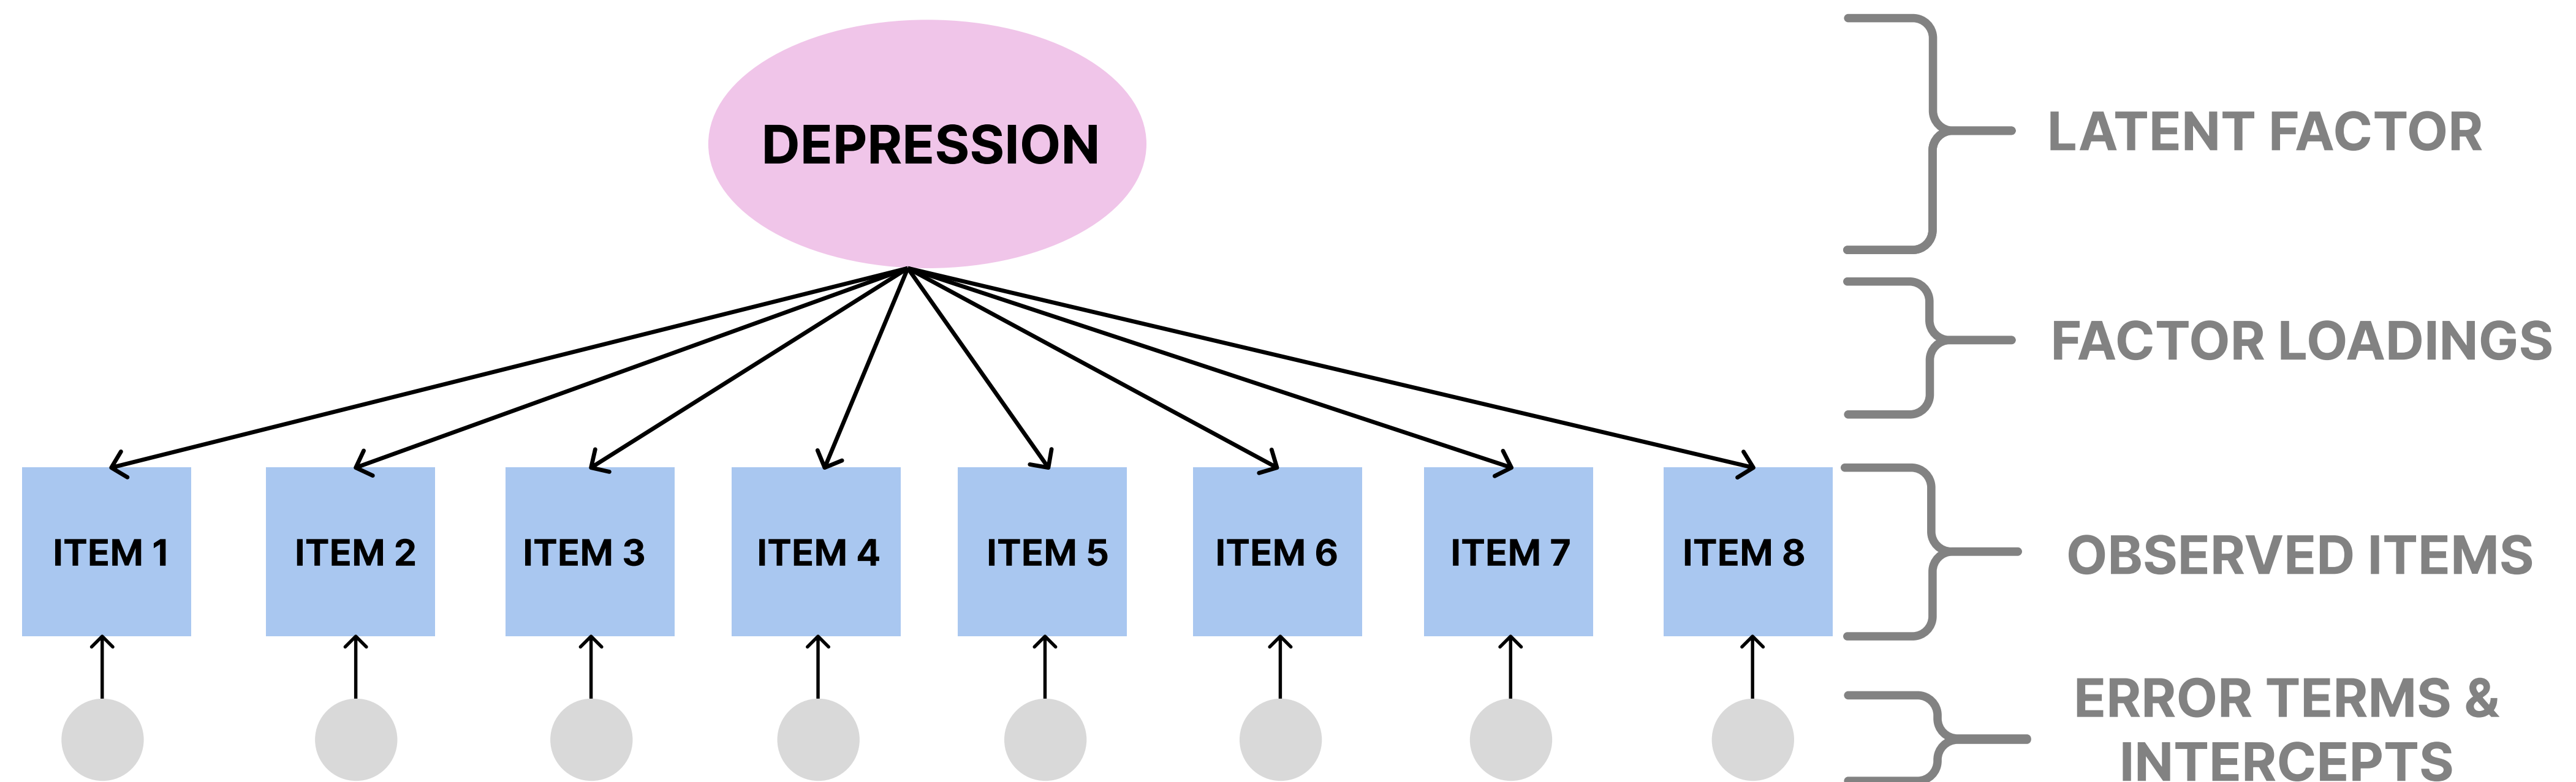 DEPRESSION
LATENT FACTOR
FACTOR LOADINGS
ITEM 1
ITEM 2
ITEM 3
ITEM 4
ITEM 5
ITEM 6
ITEM 7
ITEM 8
OBSERVED ITEMS
ERROR TERMS &
INTERCEPTS